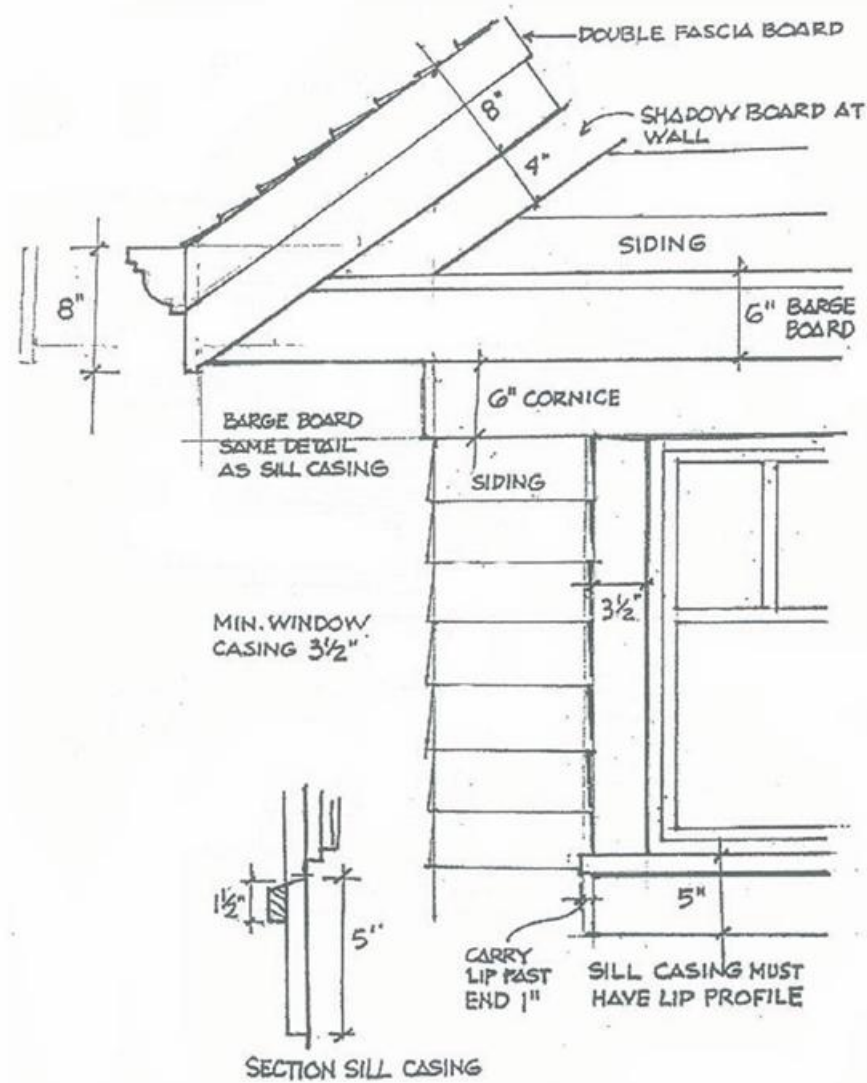 DOUBLE FASCIA BOARD
8"
SHADOW BOARD AT
WALL
4"
SIDING
8"
6" BARGE
BOARD
6" CORNICE
BARGE BOARD
SAME DETAIL
AS SILL CASING
SIDING
3½"
MIN. WINDOW
CASING 3½"
1½"
5"
5"
CARRY
LIP PAST
END 1"
SILL CASING MUST
HAVE LIP PROFILE
SECTION SILL CASING